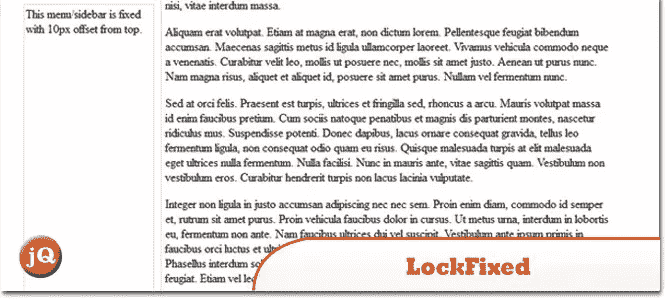 This menu/sidebar is fixed
with 10px offset from top.
nisi, vitae interdum massa.
Aliquam erat volutpat. Etiam at magna erat, non dictum lorem. Pellentesque feugiat bibendum
accumsan. Maecenas sagittis metus id ligula ullamcorper laoreet. Vivamus vehicula commodo neque
a venenatis. Curabitur velit leo, mollis ut posuere nec, mollis sit amet justo. Aenean ut purus nunc.
Nam magna risus, aliquet et aliquet id, posuere sit amet purus. Nullam vel fermentum nunc.
Sed at orci felis. Praesent est turpis, ultrices et fringilla sed, rhoncus a arcu. Mauris volutpat massa
id enim faucibus pretium. Cum sociis natoque penatibus et magnis dis parturient montes, nascetur
ridiculus mus. Suspendisse potenti. Donec dapibus, lacus ornare consequat gravida, tellus leo
fermentum ligula, non consequat odio quam eu risus. Quisque malesuada turpis at elit malesuada
eget ultrices nulla fermentum. Nulla facilisi. Nunc in mauris ante, vitae sagittis quam. Vestibulum non
vestibulum eros. Curabitur hendrerit turpis non lacus lacinia vulputate.
Integer non ligula in justo accumsan adipiscing nec nec sem. Proin enim diam, commodo id semper
et, rutrum sit amet purus. Proin vehicula faucibus dolor in cursus. Ut metus urna, interdum in lobortis
eu, fermentum non ante. Nam faucibus ultrices dui vel suscipit. Vestibulum ante ipsum primis in
faucibus orci luctus et
Phasellus interdum
feugiat. Etiam vel
jQ
LockFixed